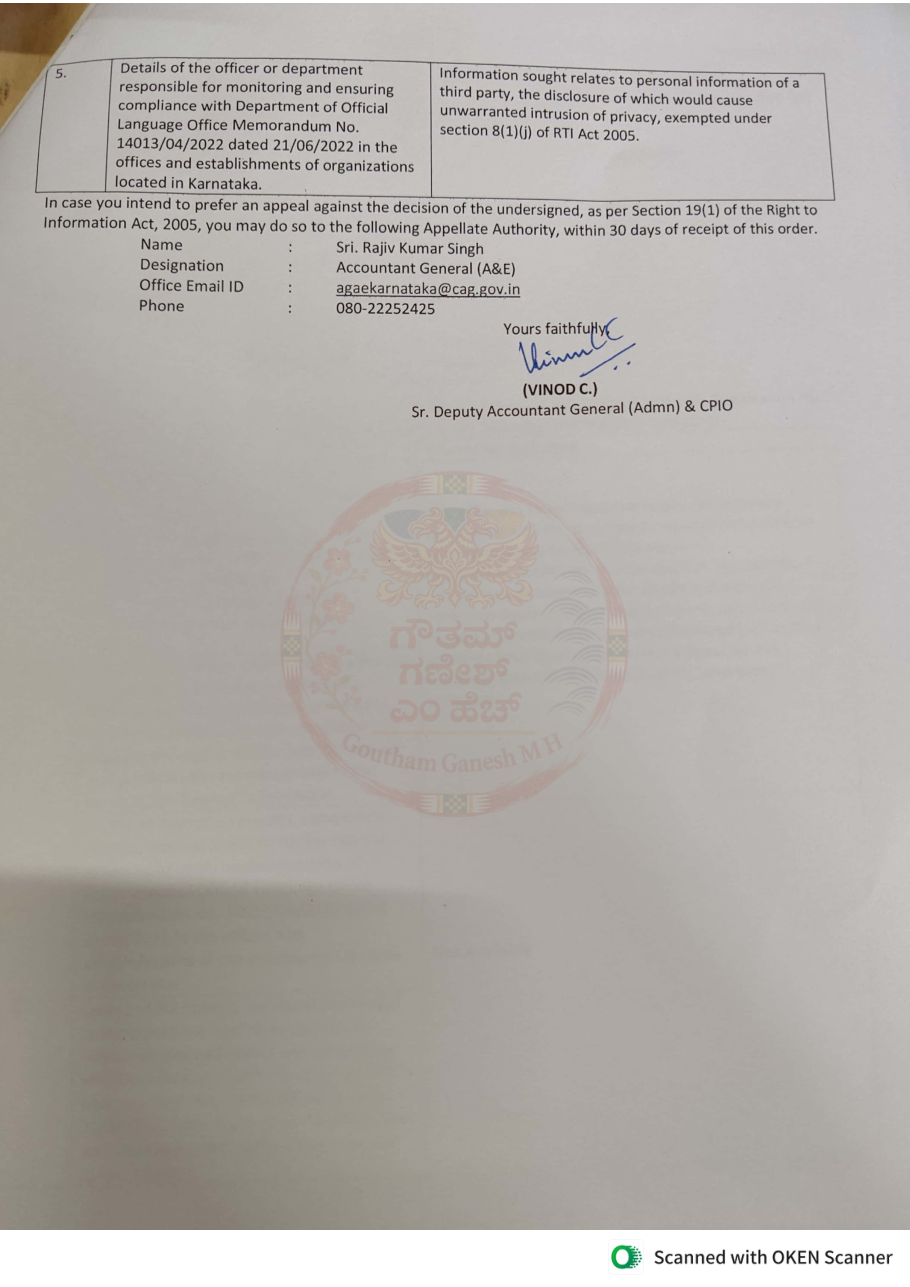 5.
Details of the officer or department
responsible for monitoring and ensuring
compliance with Department of Official
Language Office Memorandum No.
14013/04/2022 dated 21/06/2022 in the
offices and establishments of organizations
located in Karnataka.
Information sought relates to personal information of a
third party, the disclosure of which would cause
unwarranted intrusion of privacy, exempted under
section 8(1)(j) of RTI Act 2005.
In case you intend to prefer an appeal against the decision of the undersigned, as per Section 19(1) of the Right to
Information Act, 2005, you may do so to the following Appellate Authority, within 30 days of receipt of this order.
Name : Sri. Rajiv Kumar Singh
Designation : Accountant General (A&E)
Office Email ID : agaekarnataka@cag.gov.in
Phone : 080-22252425
Yours faithfully,
(VINOD C.)
Sr. Deputy Accountant General (Admn) & CPIO
ಗೌತಮ್
ಗಣೇಶ್
ಎಂ ಹೆಚ್
Goutham Ganesh M H
Scanned with OKEN Scanner